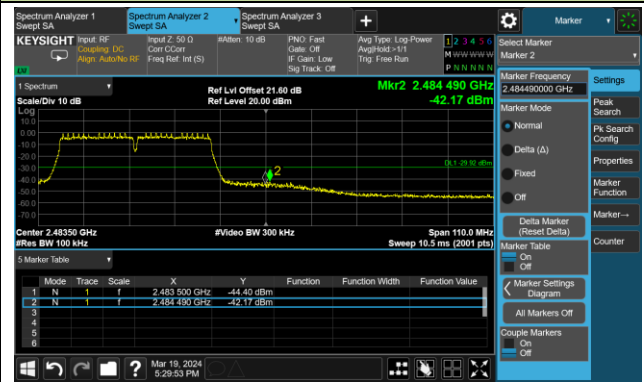 Spectrum Analyzer 1
Swept SA
Spectrum Analyzer 2
Swept SA
Spectrum Analyzer 3
Swept SA
Marker
KEYSIGHT
Input: RF
Coupling: DC
Align: Auto/No RF
Input Z: 50 Ω
Corr CCorr
Freq Ref: Int (S)
#Atten: 10 dB
PNO: Fast
Gate: Off
IF Gain: Low
Sig Track: Off
Avg Type: Log-Power
Avg|Hold:>1/1
Trig: Free Run
1 2 3 4 5 6
M W W W W W
P N N N N N
LVI
Select Marker
Marker 2
1 Spectrum
Scale/Div 10 dB
Log
Ref Lvl Offset 21.60 dB
Ref Level 20.00 dBm
Mkr2 2.484 490 GHz
-42.17 dBm
10.0
0.00
-10.0
-20.0
-30.0
-40.0
-50.0
-60.0
-70.0
DL1 -29.92 dBm
2
Center 2.48350 GHz
#Res BW 100 kHz
#Video BW 300 kHz
Span 110.0 MHz
Sweep 10.5 ms (2001 pts)
5 Marker Table
Mode Trace Scale X Y Function Function Width Function Value
1 N 1 f 2.483 500 GHz -44.40 dBm
2 N 1 f 2.484 490 GHz -42.17 dBm
3
4
5
6
Marker Frequency
2.484490000 GHz
Marker Mode
Normal
Delta (Δ)
Fixed
Off
Delta Marker
(Reset Delta)
Marker Table
On
Off
Marker Settings
Diagram
All Markers Off
Couple Markers
On
Off
Settings
Peak
Search
Pk Search
Config
Properties
Marker
Function
Marker→
Counter
?
Mar 19, 2024
5:29:53 PM